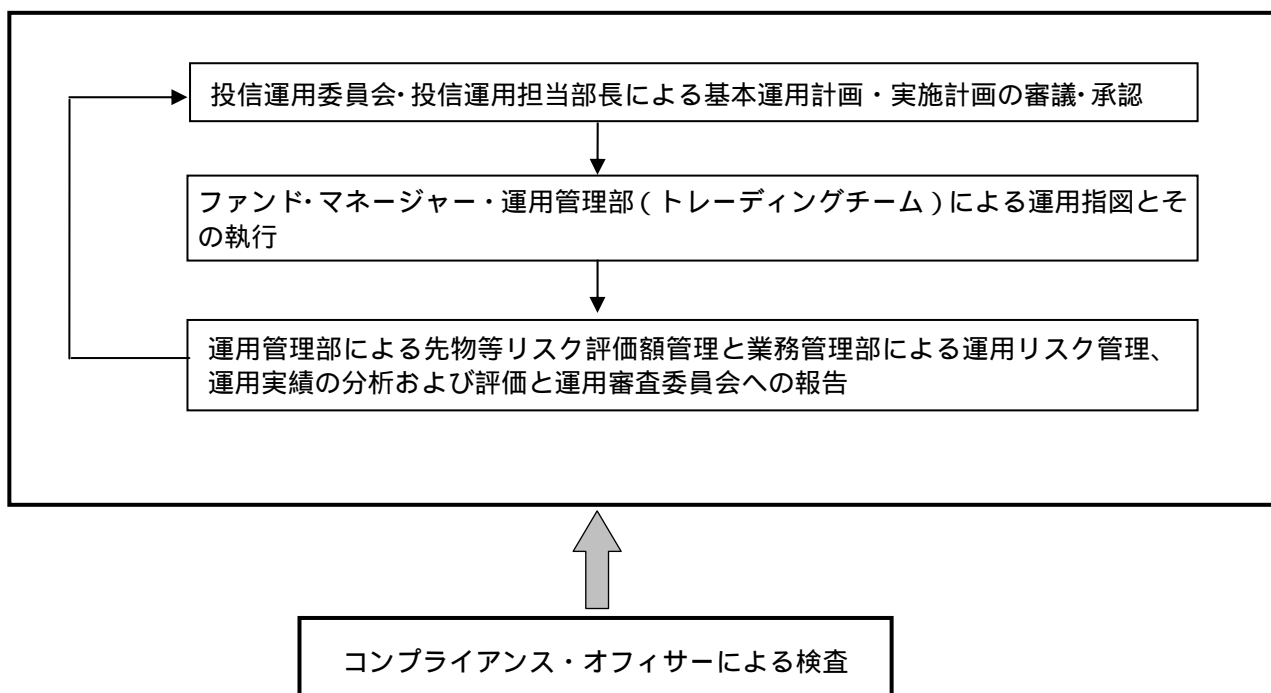 投信運用委員会・投信運用担当部長による基本運用計画・実施計画の審議・承認
ファンド・マネージャー・運用管理部(トレーディングチーム)による運用指図とそ
の執行
運用管理部による先物等リスク評価額管理と業務管理部による運用リスク管理、
運用実績の分析および評価と運用審査委員会への報告
コンプライアンス・オフィサーによる検査